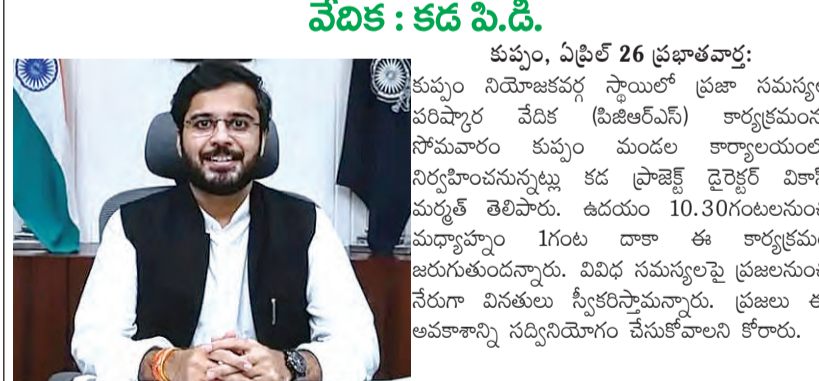 వేదిక : కడ పి.డి.
కుప్పం, ఏప్రిల్ 26 ప్రభాతవార్త:
కుప్పం నియోజకవర్గ స్థాయిలో ప్రజా
పరిష్కార వేదిక (పిజిఆర్ఎస్)
సోమవారం కుప్పం మండల
నిర్వహించనున్నట్లు కడ ప్రాజెక్ట్ డైరెక్టర్
మర్మత్ తెలిపారు. ఉదయం
మధ్యాహ్నం 1గంట దాకా ఈ
జరుగుతుందన్నారు. వివిధ సమస్యలపై
నేరుగా వినతులు స్వీకరిస్తామన్నారు. ప్రజలు
అవకాశాన్ని సద్వినియోగం చేసుకోవాలని కోరారు.